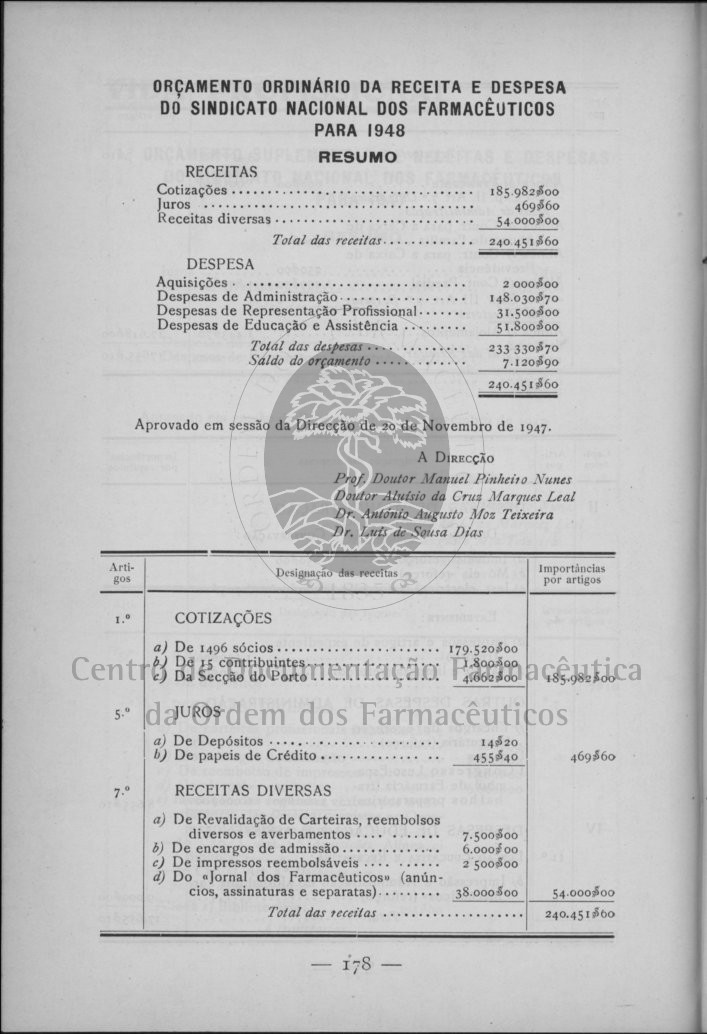 ORÇAMENTO ORDINÁRIO DA RECEITA E DESPESA
DO SINDICATO NACIONAL DOS FARMACÊUTICOS
PARA 1948
RESUMO
RECEITAS
Cotizações 185.982$00
Juros 469$60
Receitas diversas 54.000$00
Total das receitas 240.451$60
DESPESA
Aquisições 2 000$00
Despesas de Administração 148.030$70
Despesas de Representação Profissional 31.500$00
Despesas de Educação e Assistência 51.800$00
Total das despesas 233 330$70
Saldo do orçamento 7.120$90
240.451$60
Aprovado em sessão da Direcção de 20 de Novembro de 1947.
A DIRECÇÃO
Prof. Doutor Manuel Pinheiro Nunes
Doutor Aluísio da Cruz Marques Leal
Dr. António Augusto Moz Teixeira
Dr. Luís de Sousa Dias
Arti-
gos
Designação das receitas
Importâncias
por artigos
1.º COTIZAÇÕES
a) De 1496 sócios 179.520$00
b) De 15 contribuintes 1.800$00
c) Da Secção do Porto 4.662$00 185.982$00
Centro de Documentação Farmacêutica
da Ordem dos Farmacêuticos
5.º JUROS
a) De Depósitos 14$20
b) De papeis de Crédito 455$40 469$60
7.º RECEITAS DIVERSAS
a) De Revalidação de Carteiras, reembolsos
diversos e averbamentos 7.500$00
b) De encargos de admissão 6.000$00
c) De impressos reembolsáveis 2 500$00
d) Do «Jornal dos Farmacêuticos» (anún-
cios, assinaturas e separatas) 38.000$00 54.000$00
Total das receitas 240.451$60
— 178 —